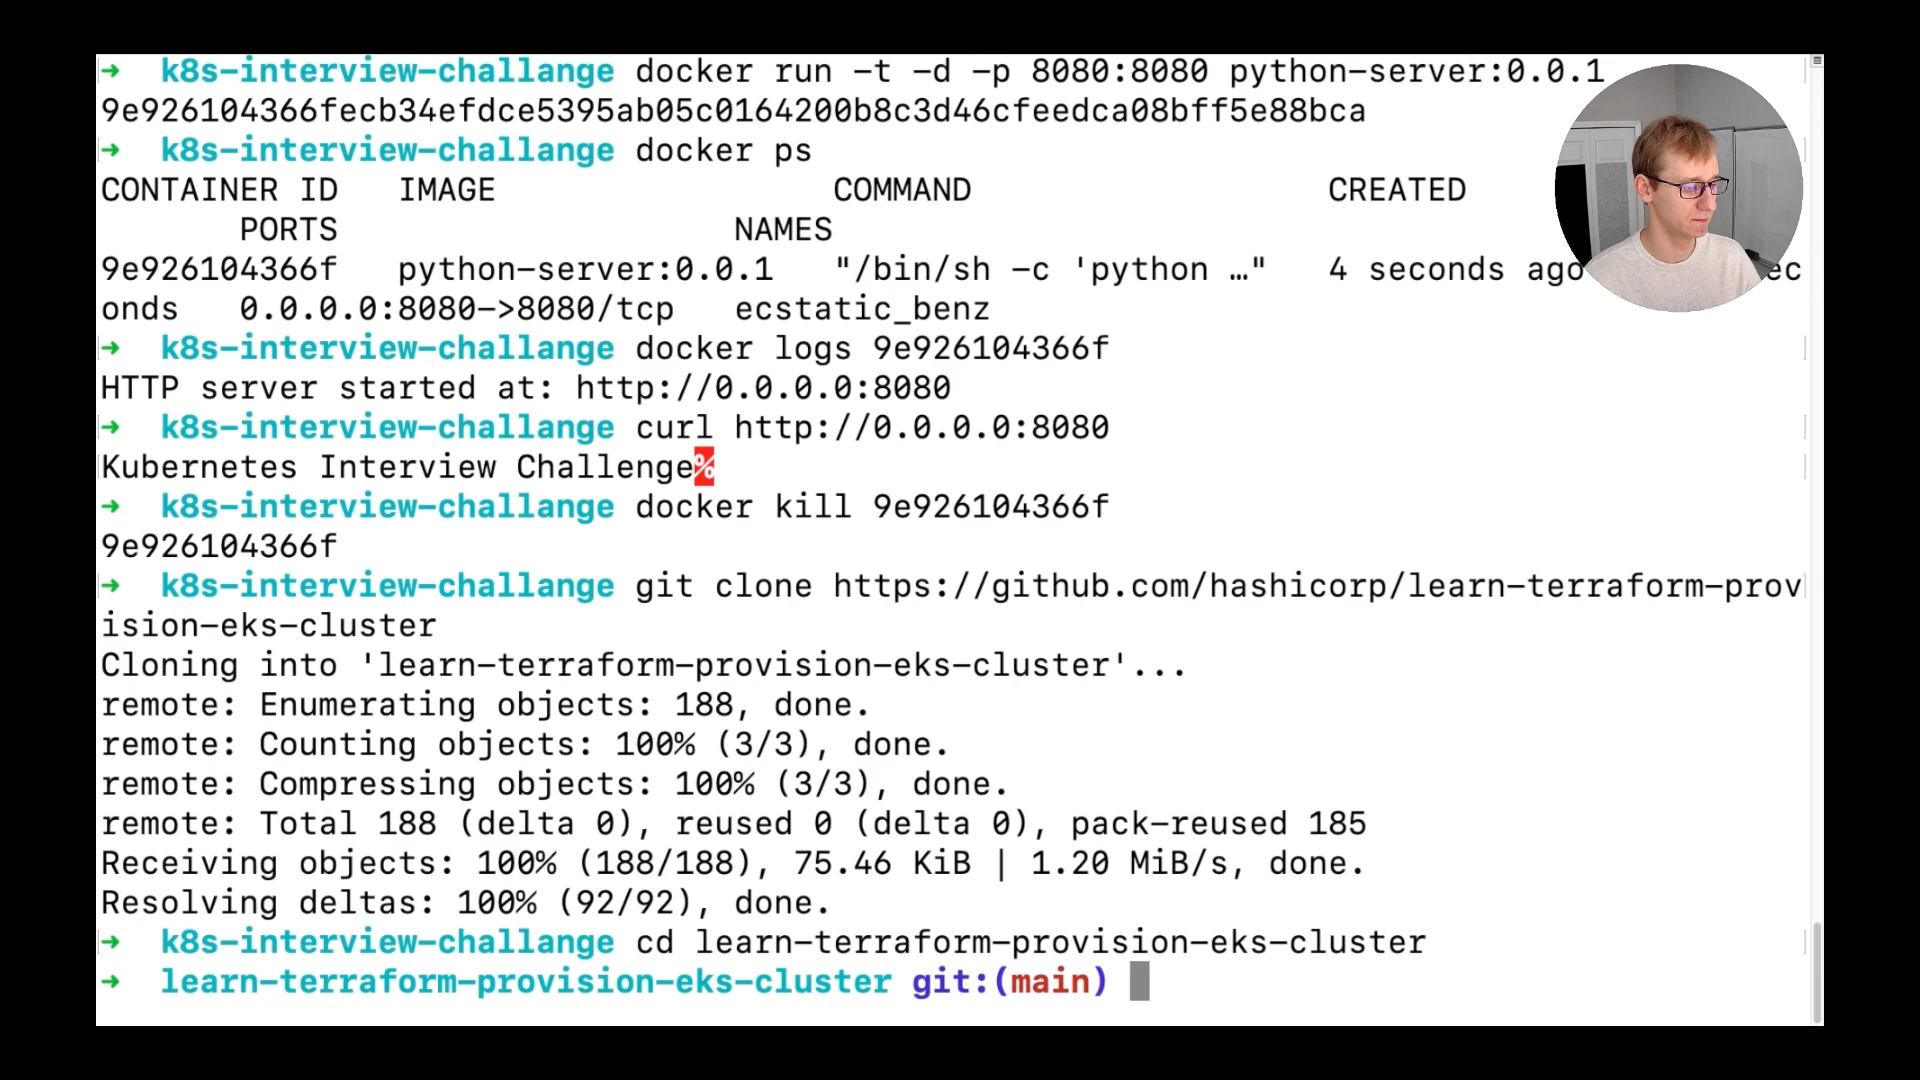 → k8s-interview-challange docker run -t -d -p 8080:8080 python-server:0.0.1
9e926104366fecb34efdce5395ab05c0164200b8c3d46cfeedca08bff5e88bca
→ k8s-interview-challange docker ps
CONTAINER ID IMAGE COMMAND CREATED
PORTS NAMES
9e926104366f python-server:0.0.1 "/bin/sh -c 'python …" 4 seconds ago
onds 0.0.0.0:8080->8080/tcp ecstatic_benz
→ k8s-interview-challange docker logs 9e926104366f
HTTP server started at: http://0.0.0.0:8080
→ k8s-interview-challange curl http://0.0.0.0:8080
Kubernetes Interview Challenge%
→ k8s-interview-challange docker kill 9e926104366f
9e926104366f
→ k8s-interview-challange git clone https://github.com/hashicorp/learn-terraform-prov
ision-eks-cluster
Cloning into 'learn-terraform-provision-eks-cluster'...
remote: Enumerating objects: 188, done.
remote: Counting objects: 100% (3/3), done.
remote: Compressing objects: 100% (3/3), done.
remote: Total 188 (delta 0), reused 0 (delta 0), pack-reused 185
Receiving objects: 100% (188/188), 75.46 KiB | 1.20 MiB/s, done.
Resolving deltas: 100% (92/92), done.
→ k8s-interview-challange cd learn-terraform-provision-eks-cluster
→ learn-terraform-provision-eks-cluster git:(main)